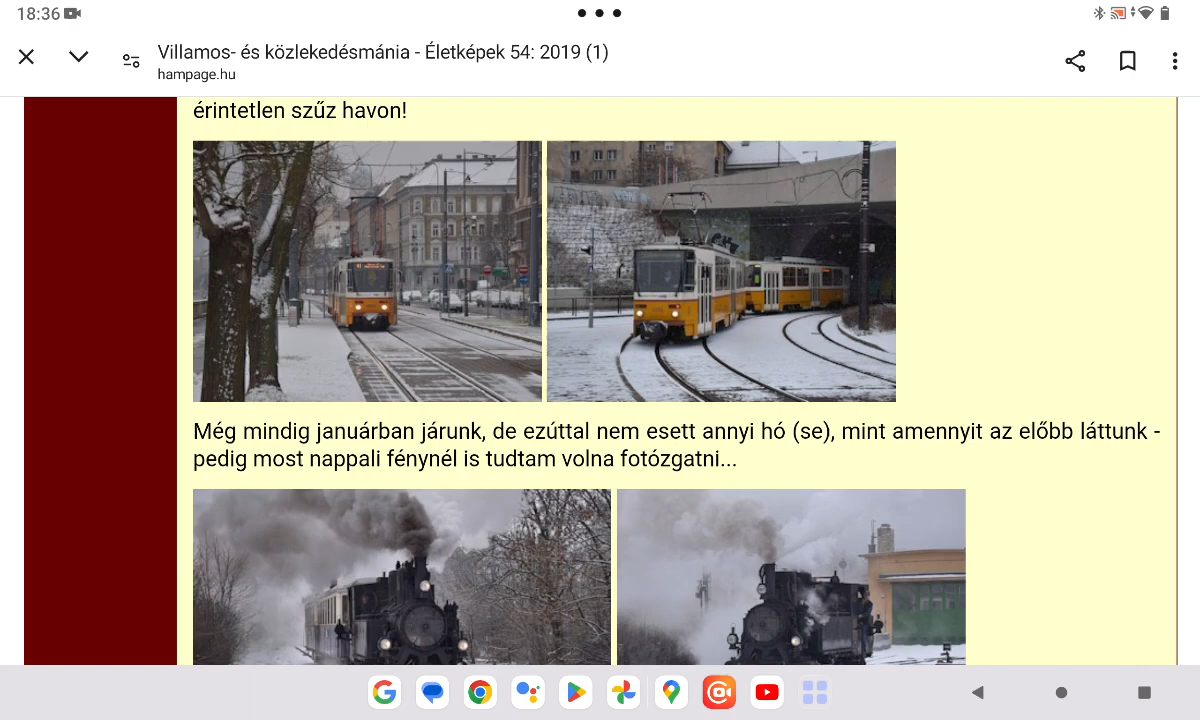 18:36
Villamos- és közlekedésmánia - Életképek 54: 2019 (1)
hampage.hu
érintetlen szűz havon!
Még mindig januárban járunk, de ezúttal nem esett annyi hó (se), mint amennyit az előbb láttunk -
pedig most nappali fénynél is tudtam volna fotózgatni...